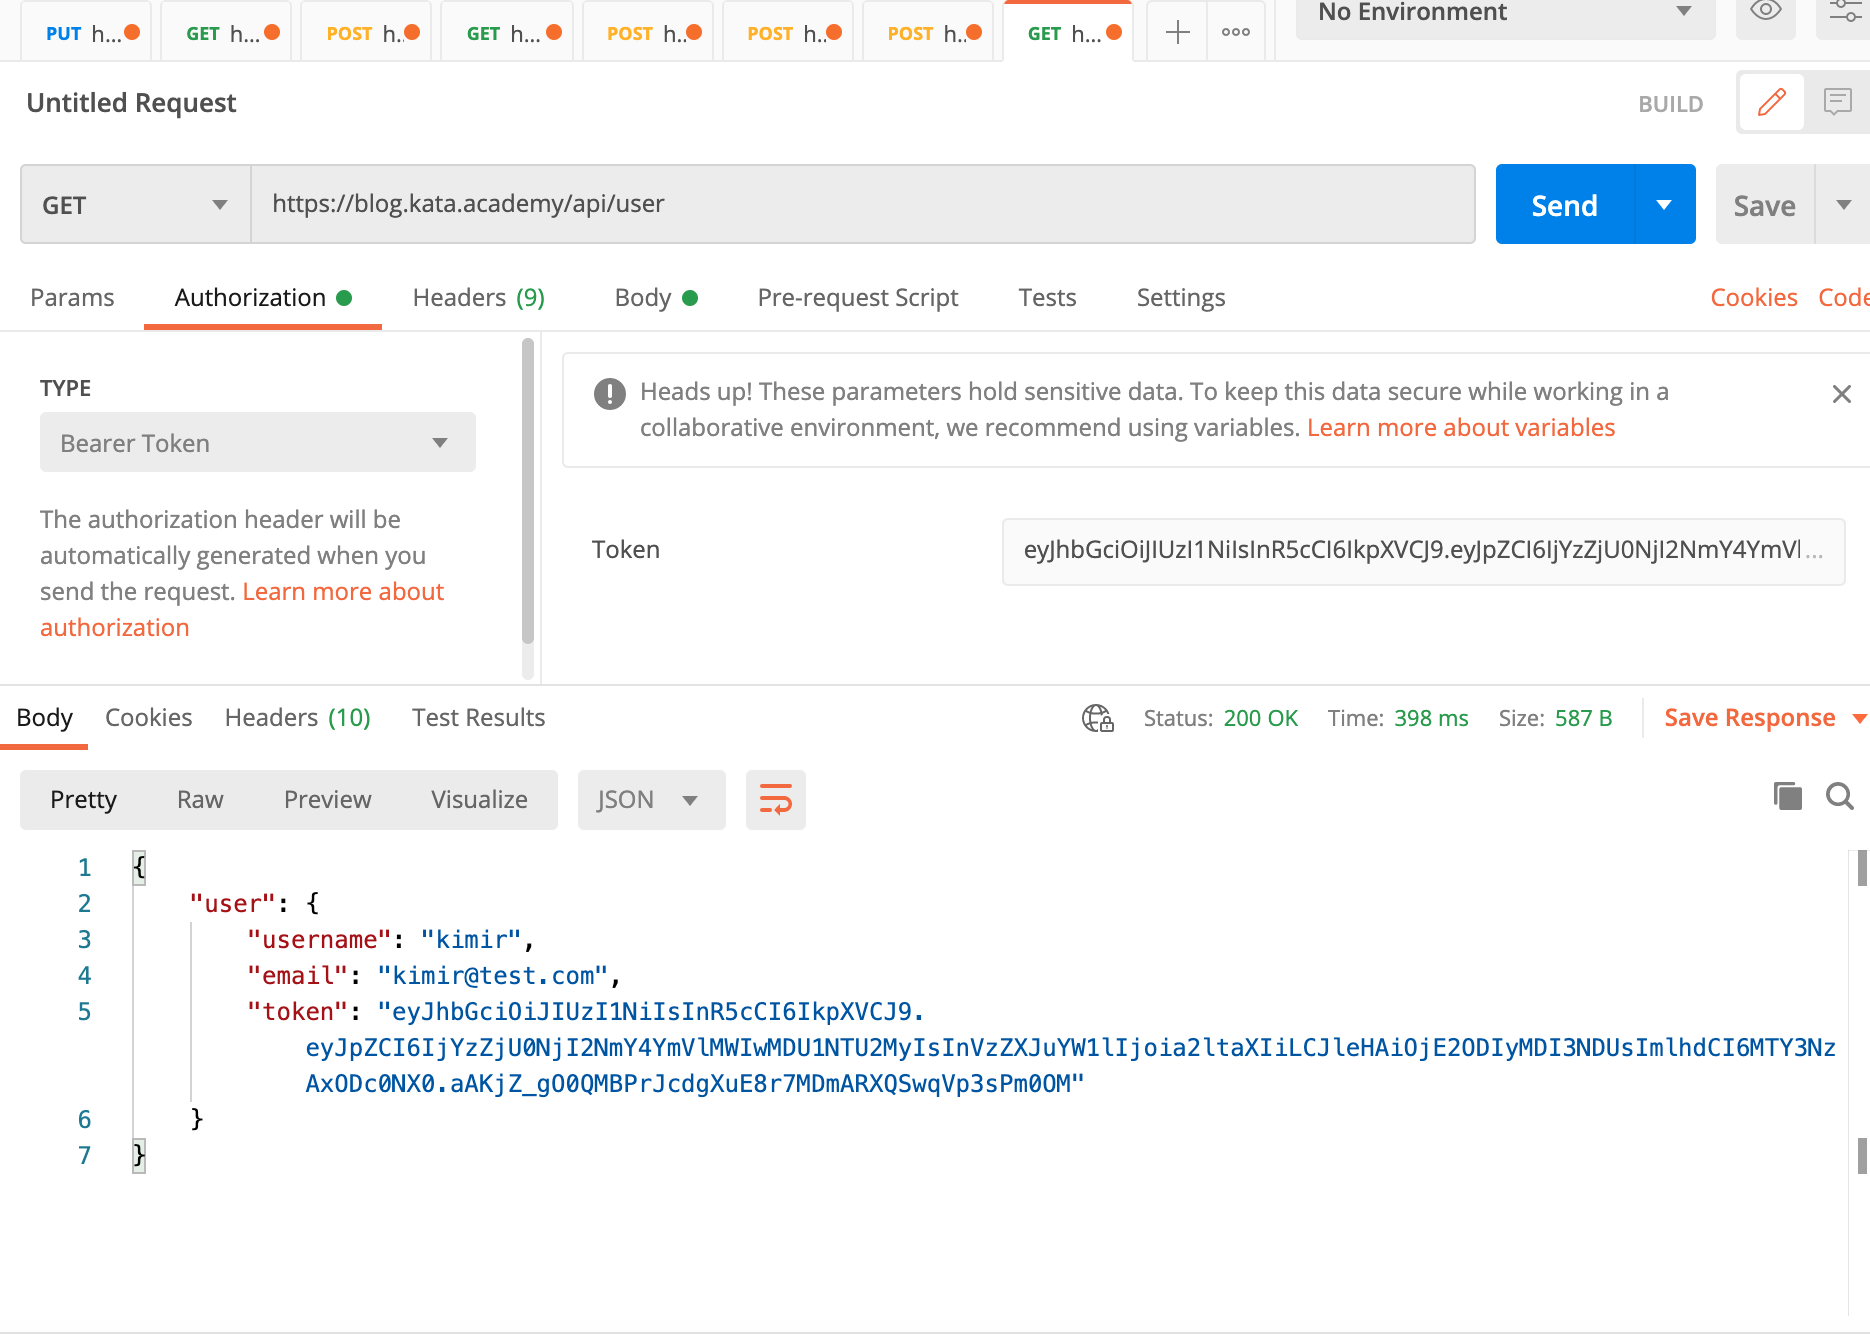 PUT h... GET h... POST h.. GET h... POST h.. POST h.. POST h.. GET h... No Environment
Untitled Request BUILD
GET https://blog.kata.academy/api/user Send Save
Params Authorization Headers (9) Body Pre-request Script Tests Settings Cookies Code
TYPE
Bearer Token
The authorization header will be
automatically generated when you
send the request. Learn more about
authorization
Heads up! These parameters hold sensitive data. To keep this data secure while working in a
collaborative environment, we recommend using variables. Learn more about variables
Token eyJhbGciOiJIUzI1NiIsInR5cCI6IkpXVCJ9.eyJpZCI6IjYzZjU0NjI2NmY4YmVl...
Body Cookies Headers (10) Test Results Status: 200 OK Time: 398 ms Size: 587 B Save Response
Pretty Raw Preview Visualize JSON
1 {
2 "user": {
3 "username": "kimir",
4 "email": "kimir@test.com",
5 "token": "eyJhbGciOiJIUzI1NiIsInR5cCI6IkpXVCJ9.
eyJpZCI6IjYzZjU0NjI2NmY4YmVlMWIwMDU1NTU2MyIsInVzZXJuYW1lIjoia2ltaXIiLCJleHAiOjE2ODIyMDI3NDUsImlhdCI6MTY3Nz
AxODc0NX0.aAKjZ_gO0QMBPrJcdgXuE8r7MDmARXQSwqVp3sPm0OM"
6 }
7 }